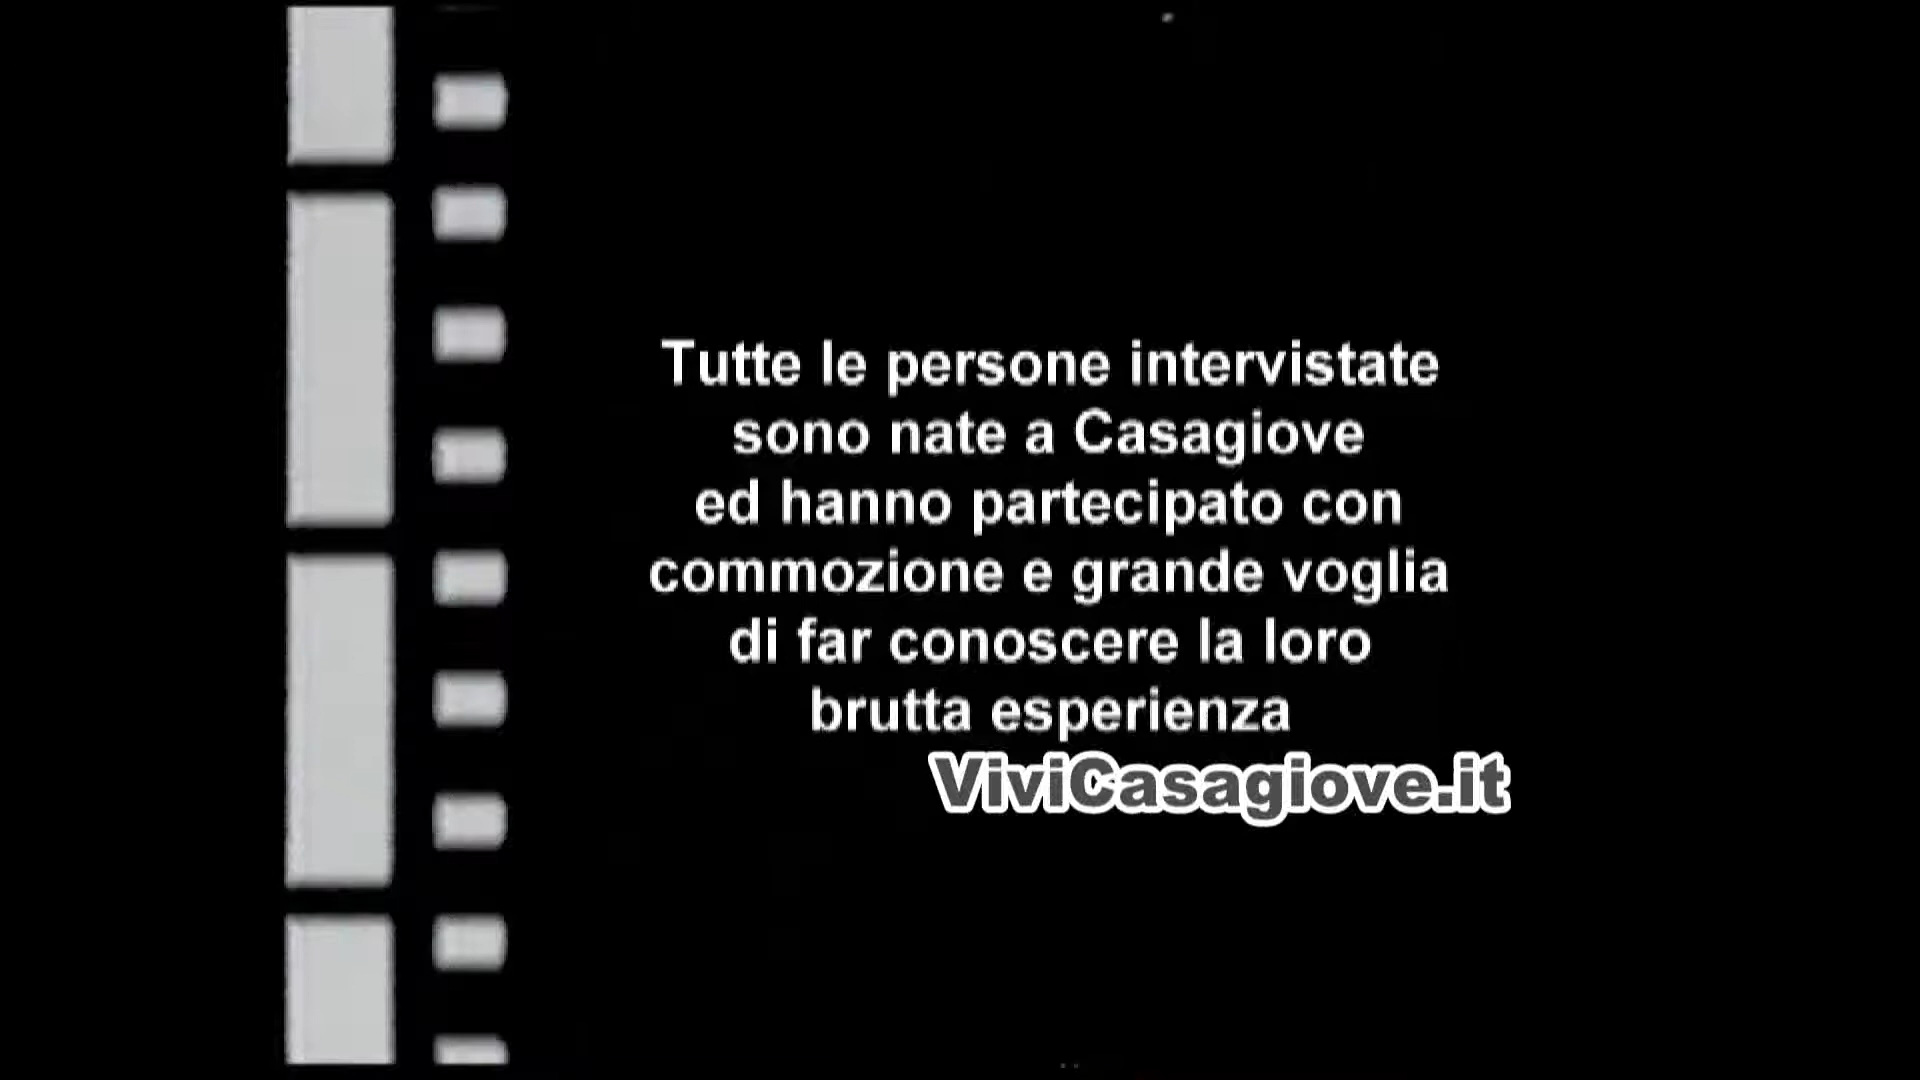 Tutte le persone intervistate
sono nate a Casagiove
ed hanno partecipato con
commozione e grande voglia
di far conoscere la loro
brutta esperienza
ViviCasagiove.it